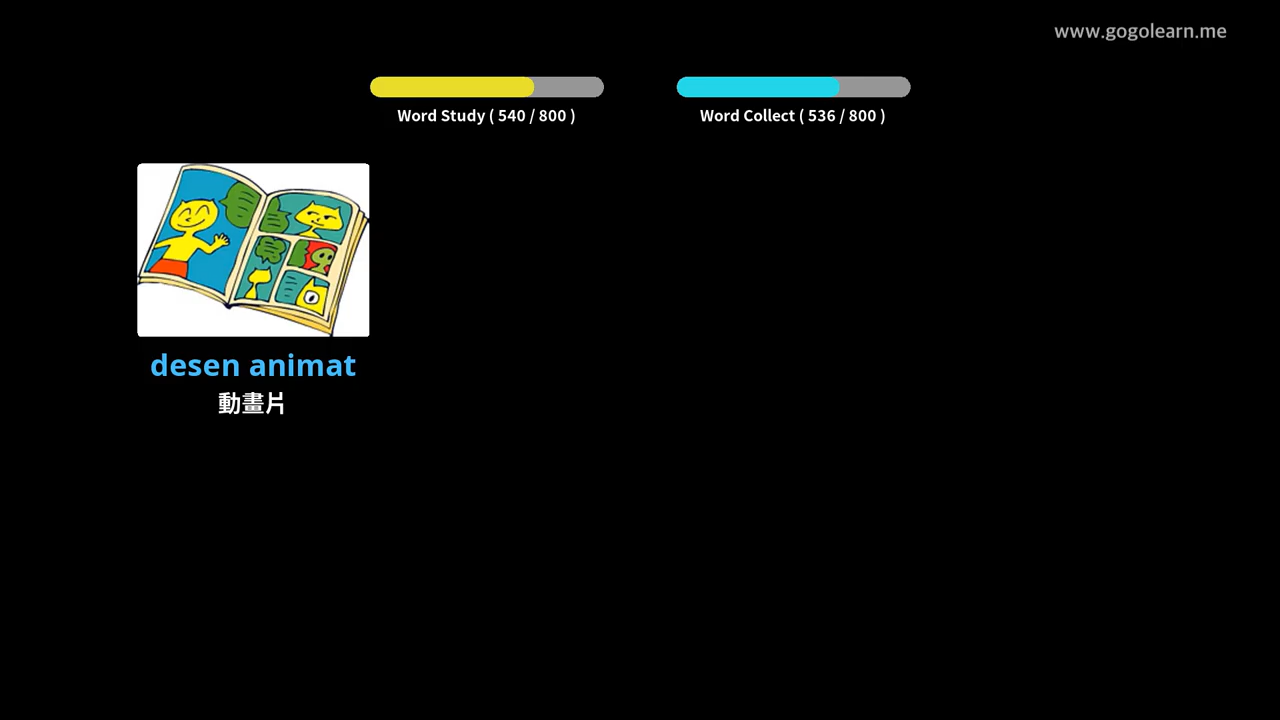 www.gogolearn.me
Word Study ( 540 / 800 )
Word Collect ( 536 / 800 )
desen animat
動畫片